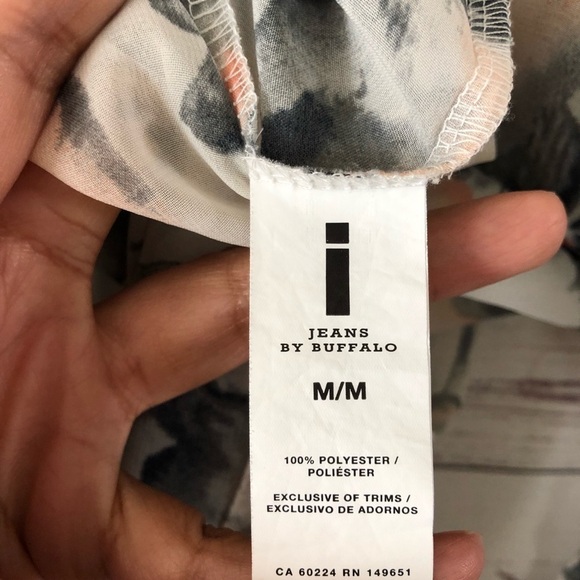 i
JEANS
BY BUFFALO
M/M
100% POLYESTER /
POLIÉSTER
EXCLUSIVE OF TRIMS /
EXCLUSIVO DE ADORNOS
CA 60224 RN 149651